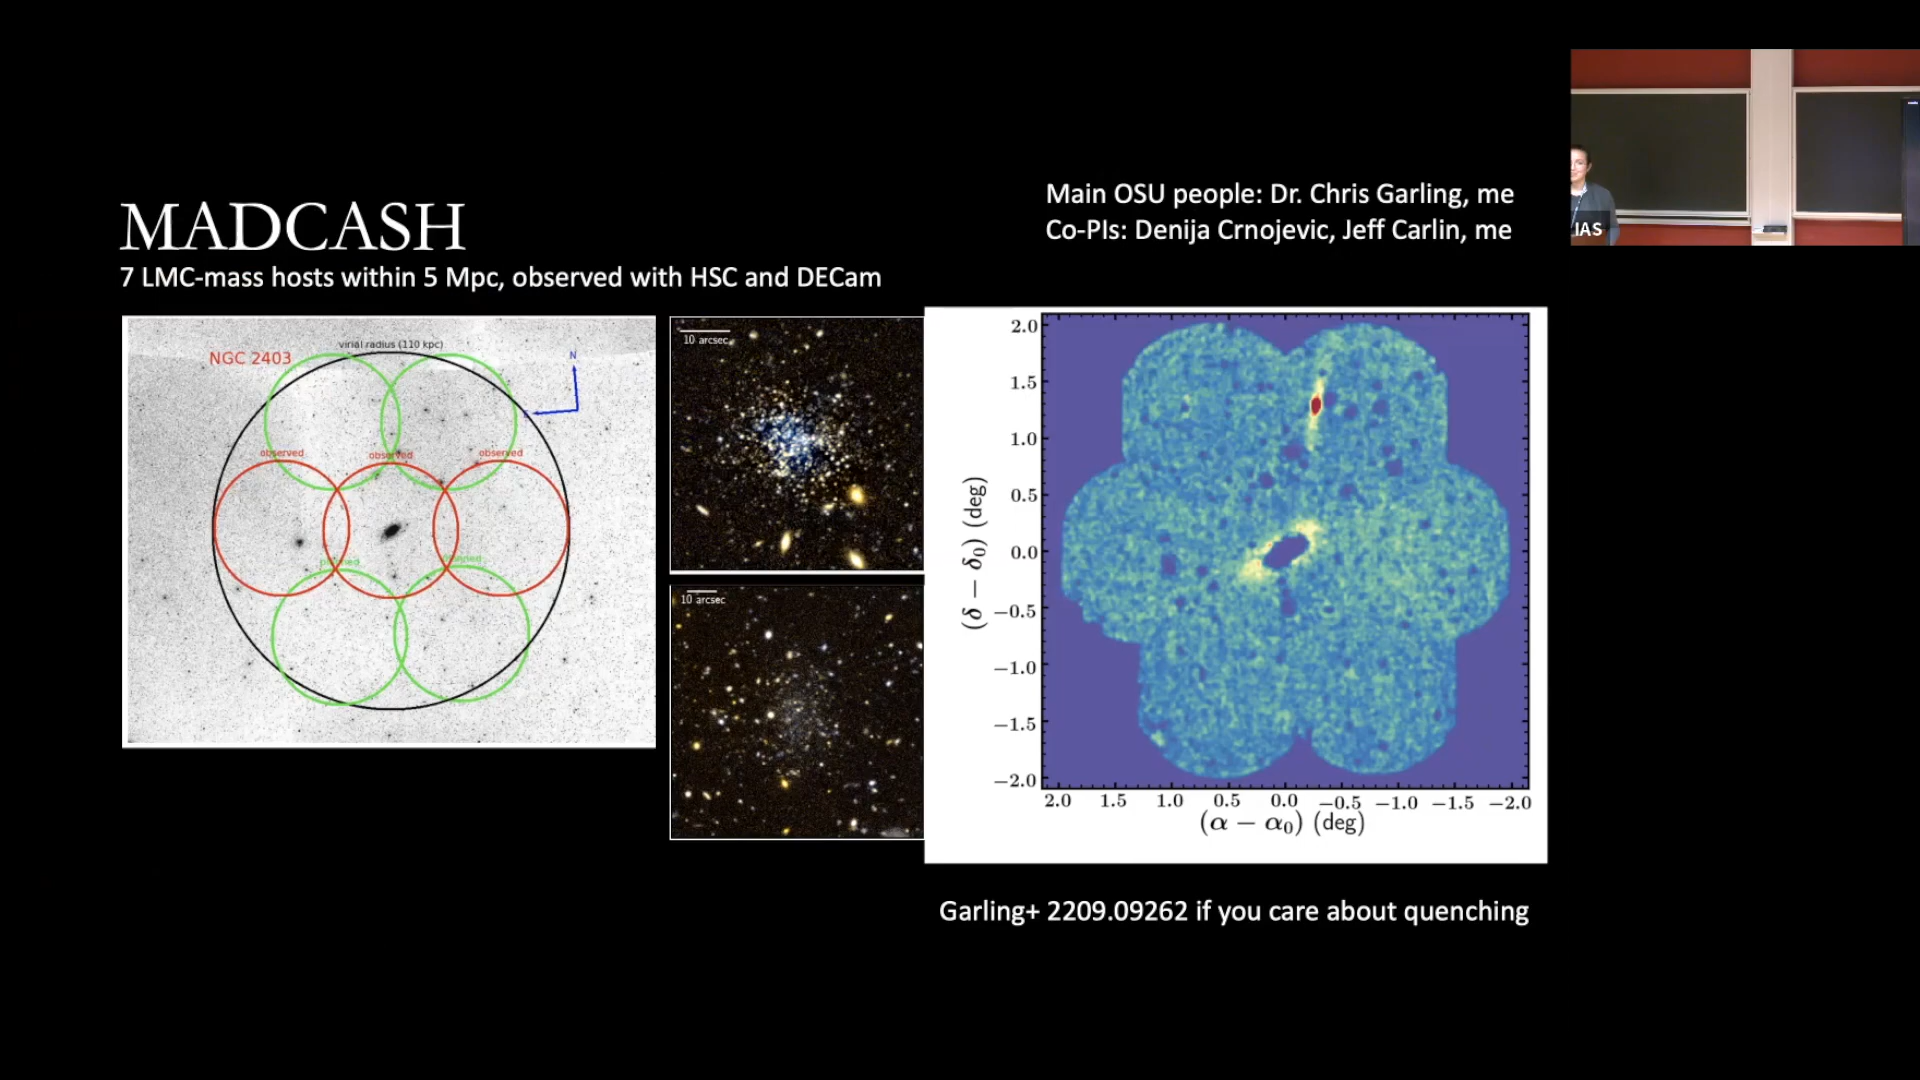 MADCASH
7 LMC-mass hosts within 5 Mpc, observed with HSC and DECam
Main OSU people: Dr. Chris Garling, me
Co-PIs: Denija Crnojevic, Jeff Carlin, me
IAS
NGC 2403
virial radius (110 kpc)
N
observed
observed
observed
10 arcsec
10 arcsec
2.0
1.5
1.0
0.5
0.0
−0.5
−1.0
−1.5
−2.0
(δ − δ₀) (deg)
2.0 1.5 1.0 0.5 0.0 −0.5 −1.0 −1.5 −2.0
(α − α₀) (deg)
Garling+ 2209.09262 if you care about quenching